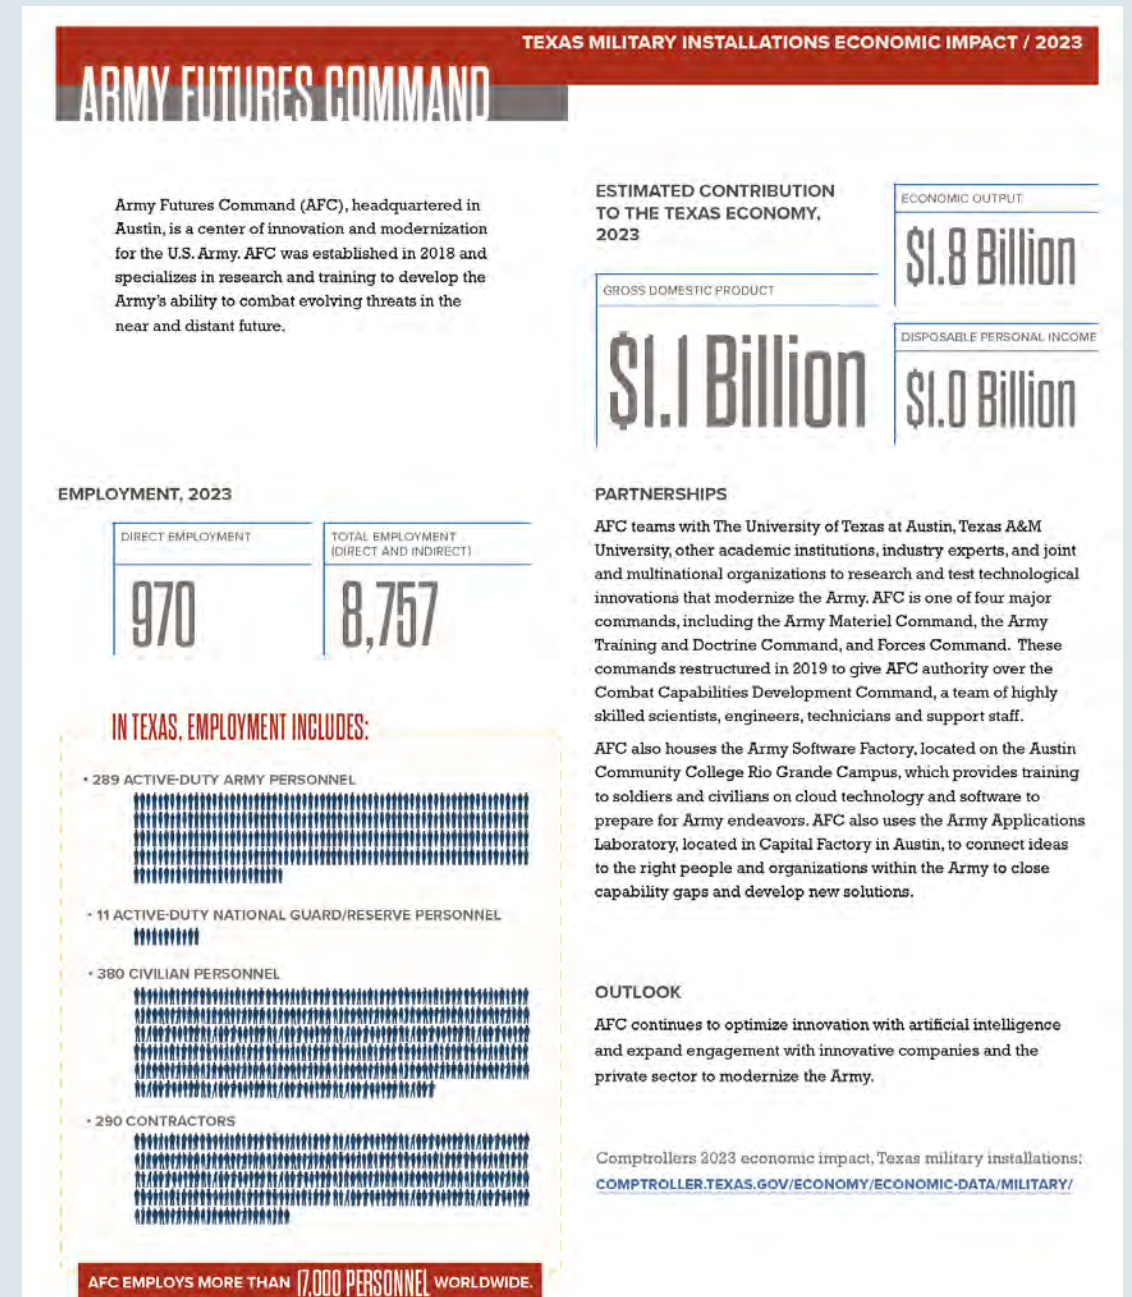 TEXAS MILITARY INSTALLATIONS ECONOMIC IMPACT / 2023
ARMY FUTURES COMMAND
Army Futures Command (AFC), headquartered in
Austin, is a center of innovation and modernization
for the U.S. Army. AFC was established in 2018 and
specializes in research and training to develop the
Army's ability to combat evolving threats in the
near and distant future.
ESTIMATED CONTRIBUTION
TO THE TEXAS ECONOMY,
2023
GROSS DOMESTIC PRODUCT
$1.1 Billion
ECONOMIC OUTPUT
$1.8 Billion
DISPOSABLE PERSONAL INCOME
$1.0 Billion
EMPLOYMENT, 2023
DIRECT EMPLOYMENT
970
TOTAL EMPLOYMENT
(DIRECT AND INDIRECT)
8,757
IN TEXAS, EMPLOYMENT INCLUDES:
• 289 ACTIVE-DUTY ARMY PERSONNEL
• 11 ACTIVE-DUTY NATIONAL GUARD/RESERVE PERSONNEL
• 380 CIVILIAN PERSONNEL
• 290 CONTRACTORS
AFC EMPLOYS MORE THAN 17,000 PERSONNEL WORLDWIDE.
PARTNERSHIPS
AFC teams with The University of Texas at Austin, Texas A&M
University, other academic institutions, industry experts, and joint
and multinational organizations to research and test technological
innovations that modernize the Army. AFC is one of four major
commands, including the Army Materiel Command, the Army
Training and Doctrine Command, and Forces Command. These
commands restructured in 2019 to give AFC authority over the
Combat Capabilities Development Command, a team of highly
skilled scientists, engineers, technicians and support staff.
AFC also houses the Army Software Factory, located on the Austin
Community College Rio Grande Campus, which provides training
to soldiers and civilians on cloud technology and software to
prepare for Army endeavors. AFC also uses the Army Applications
Laboratory, located in Capital Factory in Austin, to connect ideas
to the right people and organizations within the Army to close
capability gaps and develop new solutions.
OUTLOOK
AFC continues to optimize innovation with artificial intelligence
and expand engagement with innovative companies and the
private sector to modernize the Army.
Comptrollers 2023 economic impact, Texas military installations:
COMPTROLLER.TEXAS.GOV/ECONOMY/ECONOMIC-DATA/MILITARY/